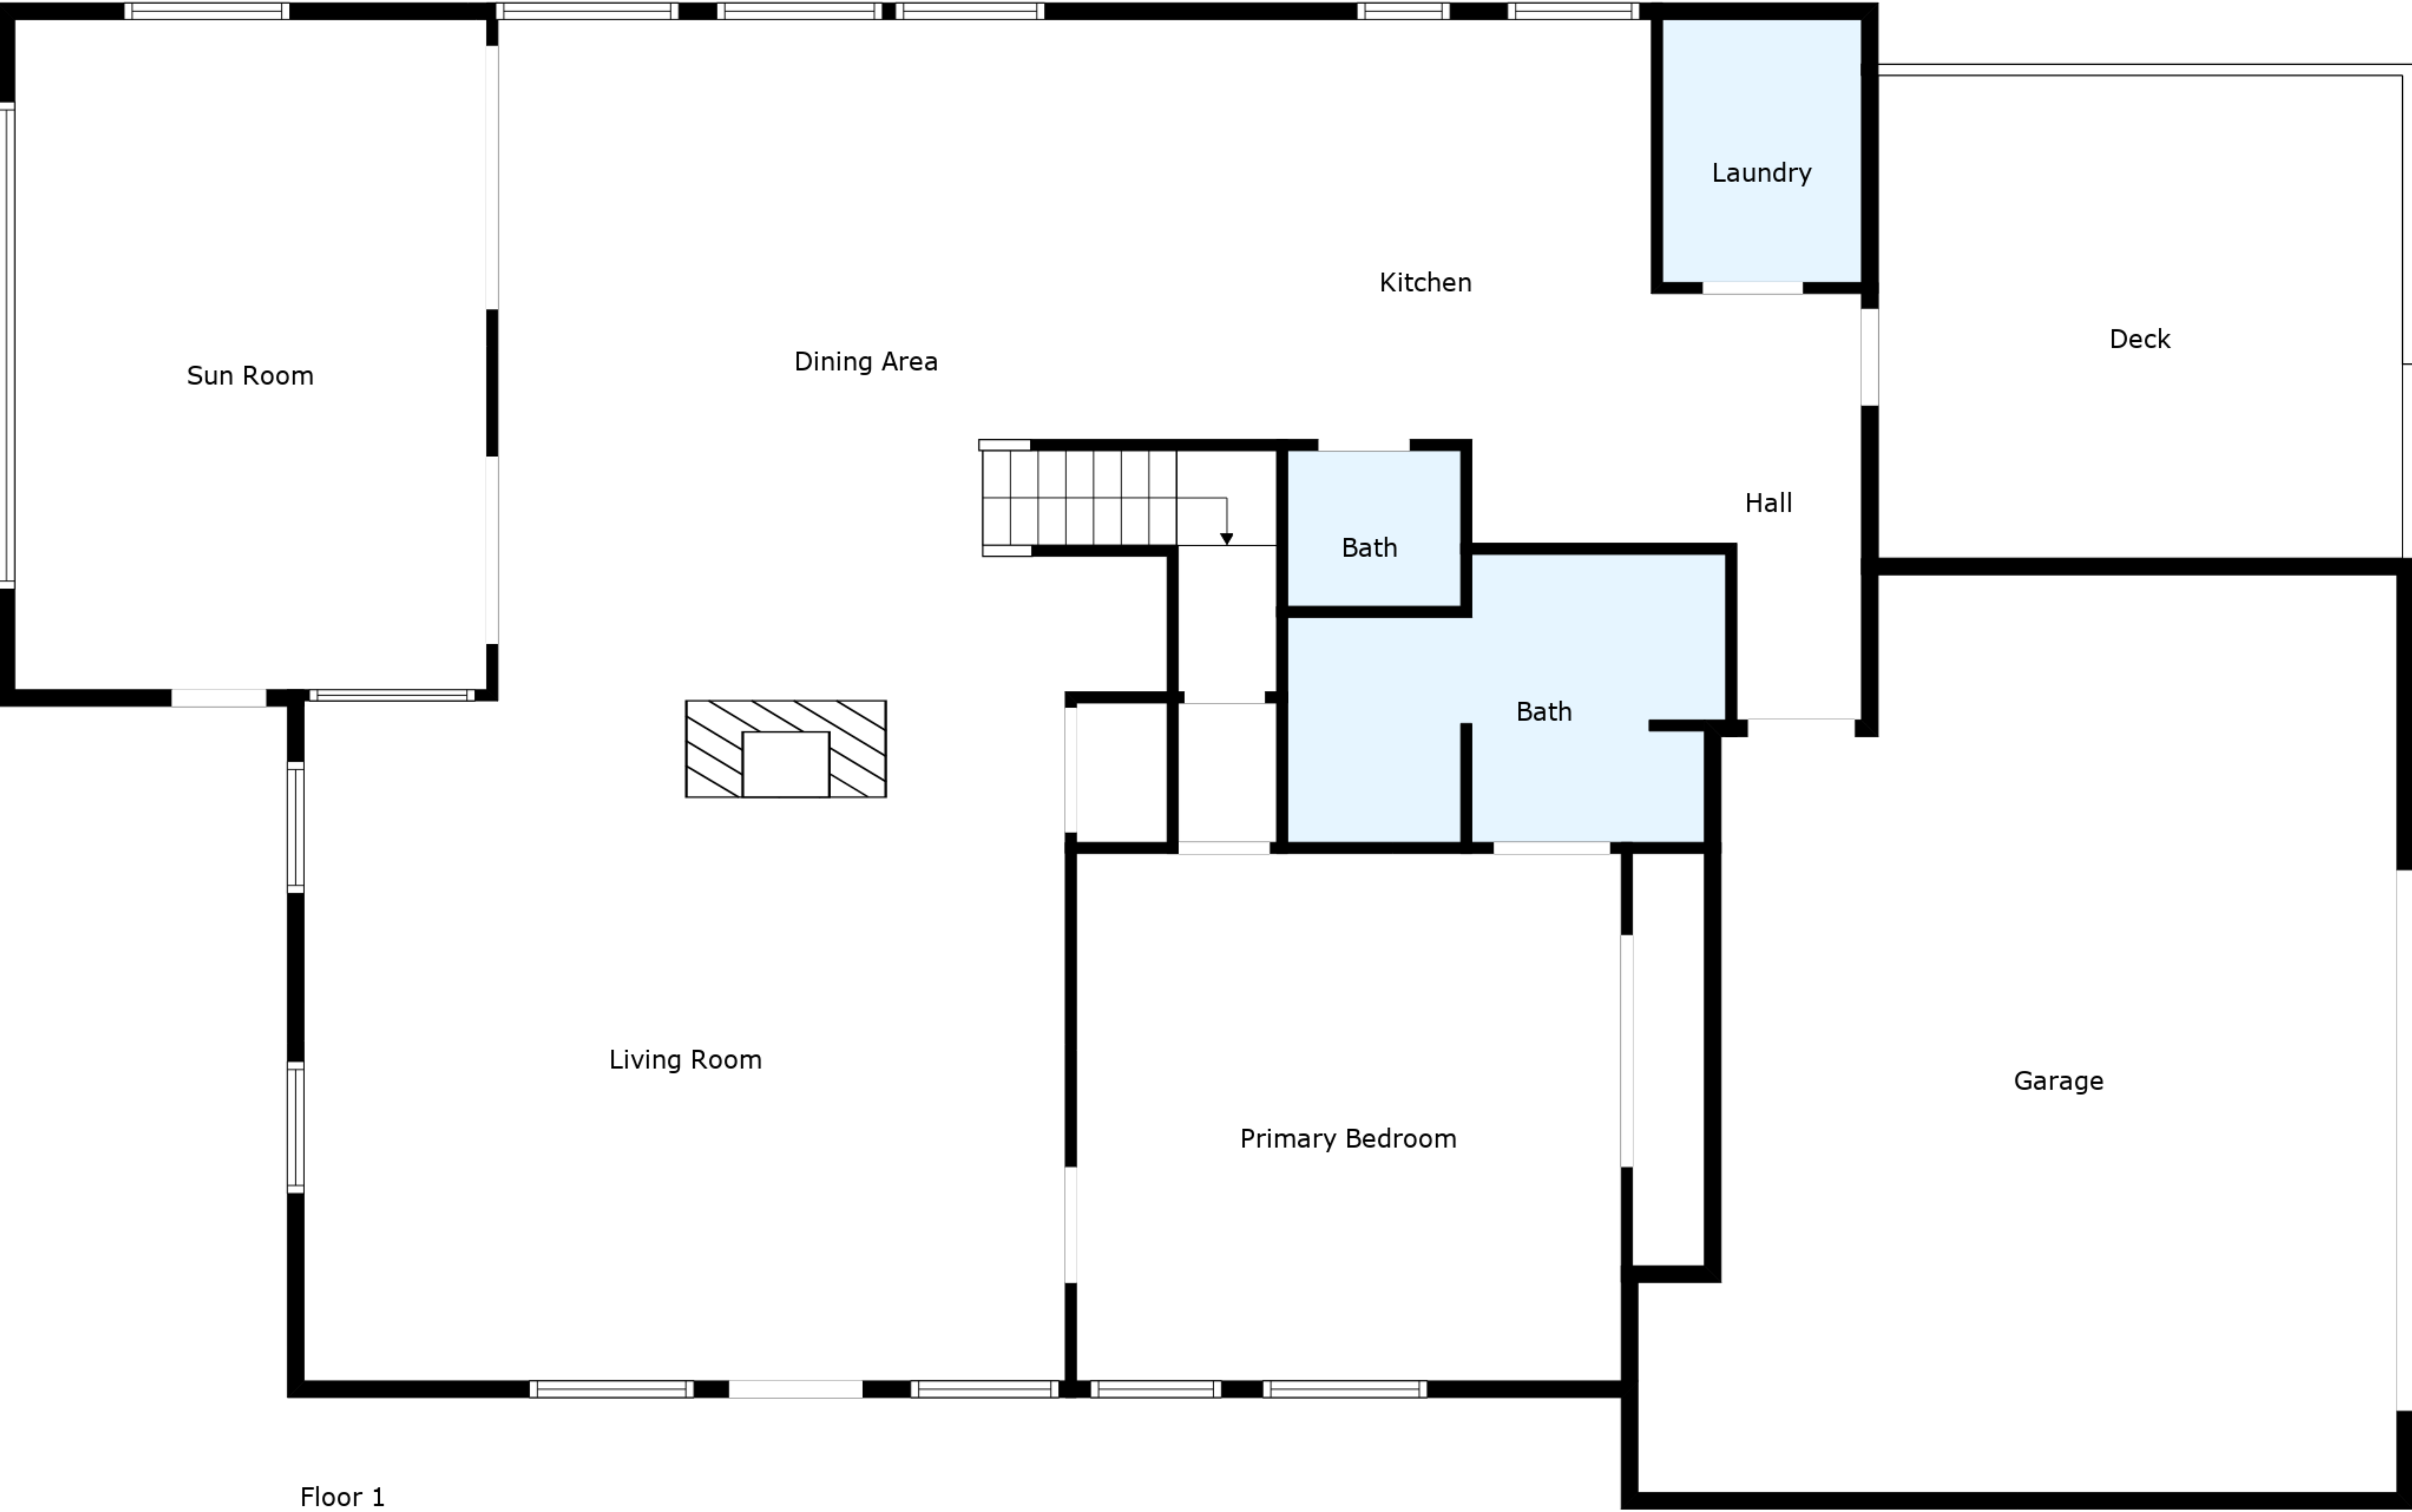 Laundry
Kitchen
Deck
Dining Area
Sun Room
Hall
Bath
Bath
Living Room
Garage
Primary Bedroom
Floor 1